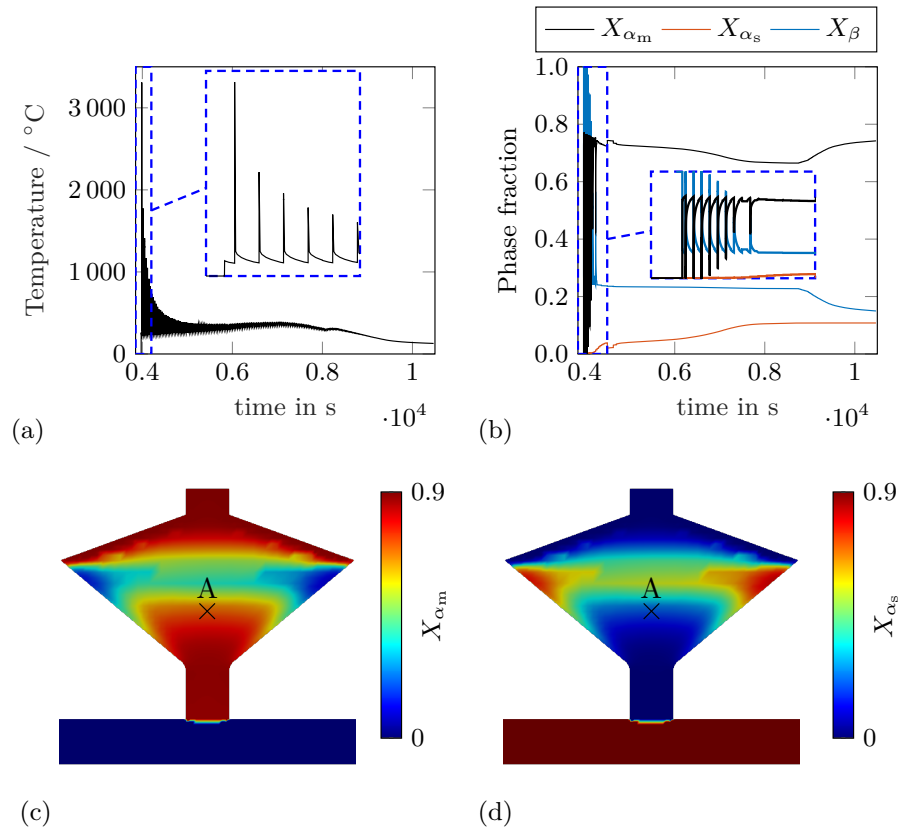 X_{α_m} X_{α_s} X_β
Temperature / °C
3 000
2 000
1 000
0
0.4 0.6 0.8 1
time in s
·10^4
(a)
Phase fraction
1.0
0.8
0.6
0.4
0.2
0.0
0.4 0.6 0.8 1
time in s
·10^4
(b)
A
0.9
X_{α_m}
0
(c)
A
0.9
X_{α_s}
0
(d)